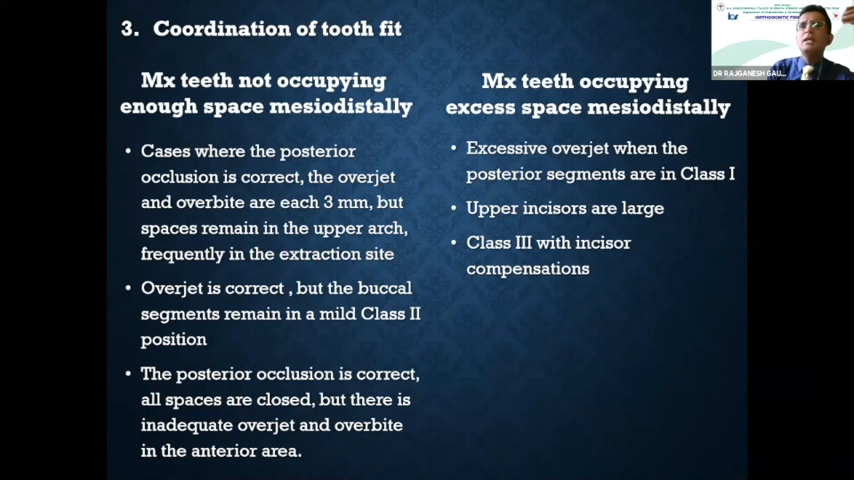 3. Coordination of tooth fit
Mx teeth not occupying
enough space mesiodistally
• Cases where the posterior
occlusion is correct, the overjet
and overbite are each 3 mm, but
spaces remain in the upper arch,
frequently in the extraction site
• Overjet is correct , but the buccal
segments remain in a mild Class II
position
• The posterior occlusion is correct,
all spaces are closed, but there is
inadequate overjet and overbite
in the anterior area.
Mx teeth occupying
excess space mesiodistally
• Excessive overjet when the
posterior segments are in Class I
• Upper incisors are large
• Class III with incisor
compensations
DR RAJGANESH GAU...